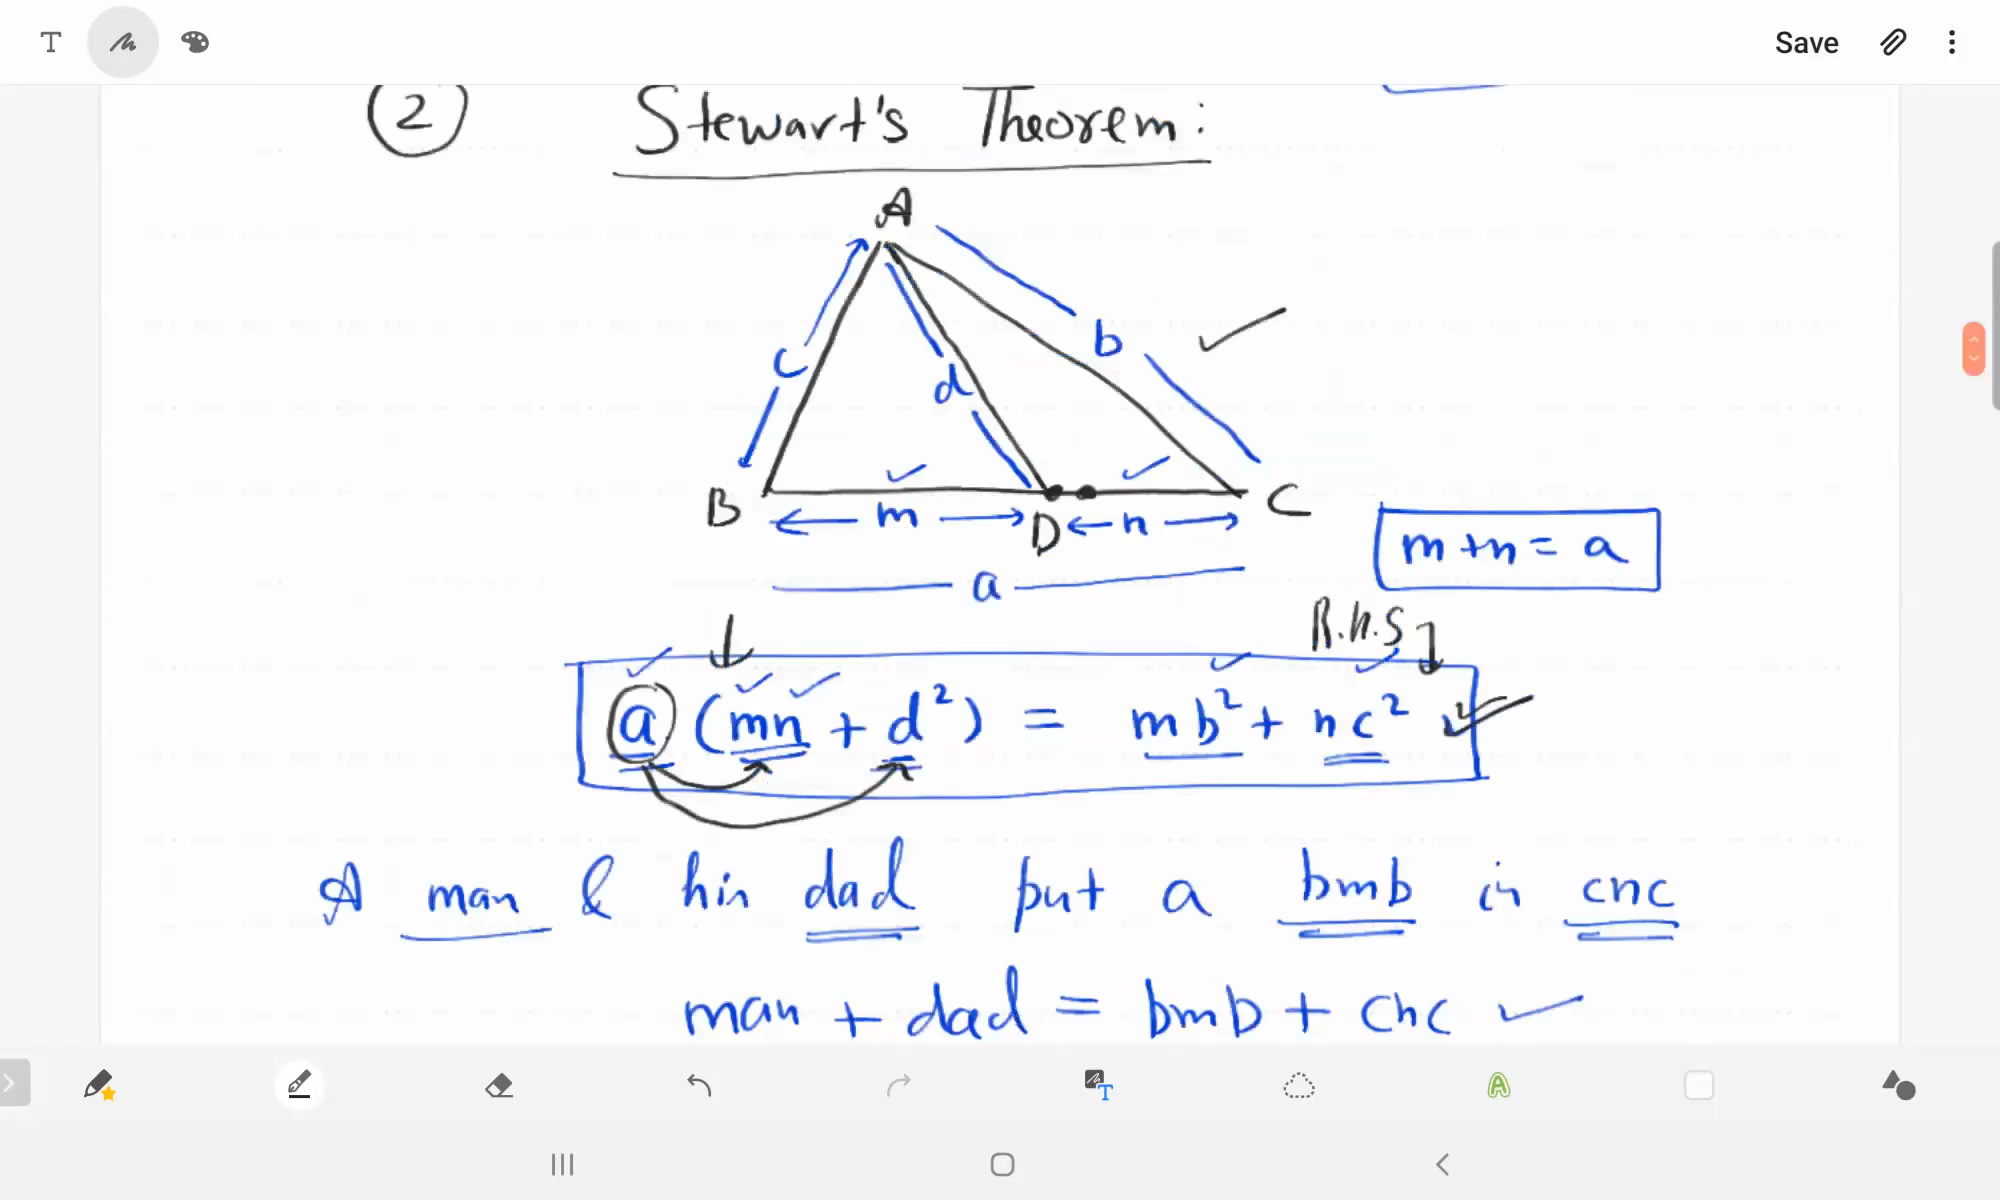 Save
② Stewart's Theorem:
A
c
b
d
B
m
D
n
C
m + n = a
a
R.h.S
a (mn + d²) = mb² + nc²
A man & his dad put a bmb in cnc
man + dad = bmb + cnc